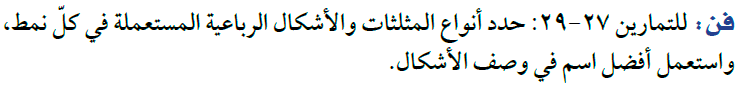 فن: للتمارين ٢٧-٢٩: حدد أنواع المثلثات والأشكال الرباعية المستعملة في كلّ نمط،
واستعمل أفضل اسم في وصف الأشكال.